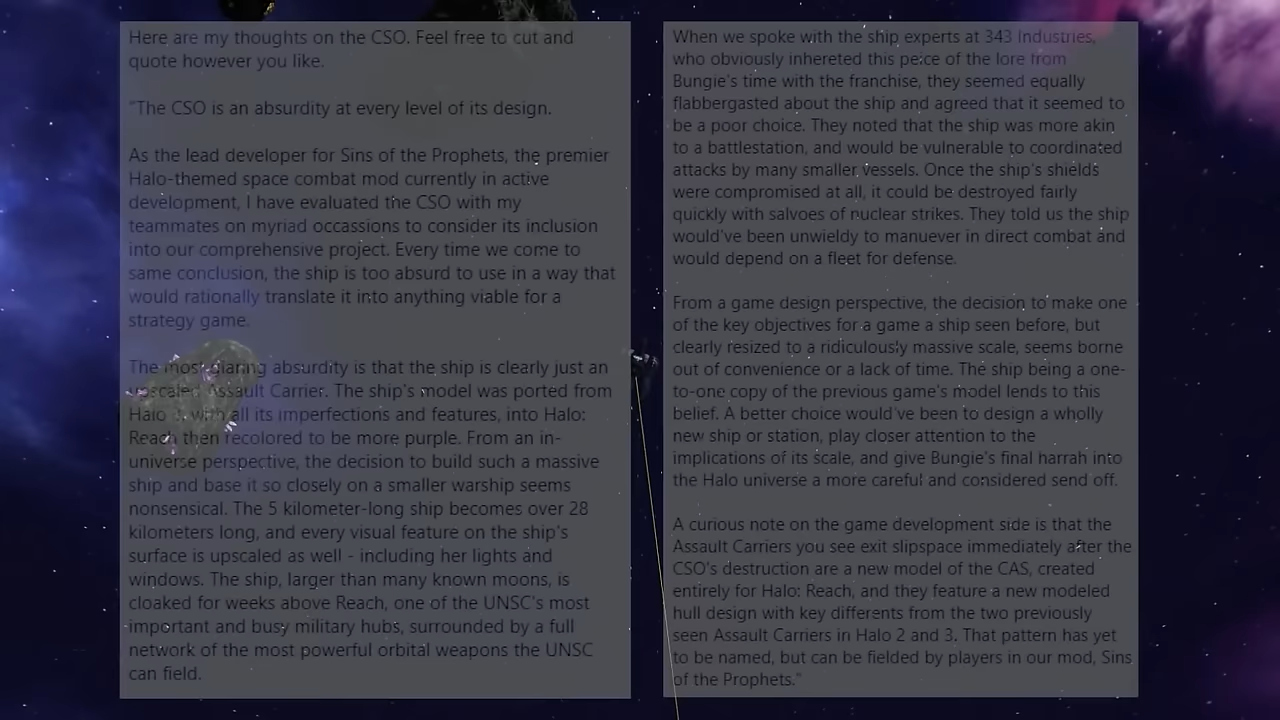 Here are my thoughts on the CSO. Feel free to cut and
quote however you like.
"The CSO is an absurdity at every level of its design.
As the lead developer for Sins of the Prophets, the premier
Halo-themed space combat mod currently in active
development, I have evaluated the CSO with my
teammates on myriad occassions to consider its inclusion
into our comprehensive project. Every time we come to
same conclusion, the ship is too absurd to use in a way that
would rationally translate it into anything viable for a
strategy game.
The most glaring absurdity is that the ship is clearly just an
upscaled Assault Carrier. The ship's model was ported from
Halo 3, with all its imperfections and features, into Halo:
Reach then recolored to be more purple. From an in-
universe perspective, the decision to build such a massive
ship and base it so closely on a smaller warship seems
nonsensical. The 5 kilometer-long ship becomes over 28
kilometers long, and every visual feature on the ship's
surface is upscaled as well - including her lights and
windows. The ship, larger than many known moons, is
cloaked for weeks above Reach, one of the UNSC's most
important and busy military hubs, surrounded by a full
network of the most powerful orbital weapons the UNSC
can field.
When we spoke with the ship experts at 343 Industries,
who obviously inhereted this peice of the lore from
Bungie's time with the franchise, they seemed equally
flabbergasted about the ship and agreed that it seemed to
be a poor choice. They noted that the ship was more akin
to a battlestation, and would be vulnerable to coordinated
attacks by many smaller vessels. Once the ship's shields
were compromised at all, it could be destroyed fairly
quickly with salvoes of nuclear strikes. They told us the ship
would've been unwieldy to manuever in direct combat and
would depend on a fleet for defense.
From a game design perspective, the decision to make one
of the key objectives for a game a ship seen before, but
clearly resized to a ridiculously massive scale, seems borne
out of convenience or a lack of time. The ship being a one-
to-one copy of the previous game's model lends to this
belief. A better choice would've been to design a wholly
new ship or station, play closer attention to the
implications of its scale, and give Bungie's final harrah into
the Halo universe a more careful and considered send off.
A curious note on the game development side is that the
Assault Carriers you see exit slipspace immediately after the
CSO's destruction are a new model of the CAS, created
entirely for Halo: Reach, and they feature a new modeled
hull design with key differents from the two previously
seen Assault Carriers in Halo 2 and 3. That pattern has yet
to be named, but can be fielded by players in our mod, Sins
of the Prophets."